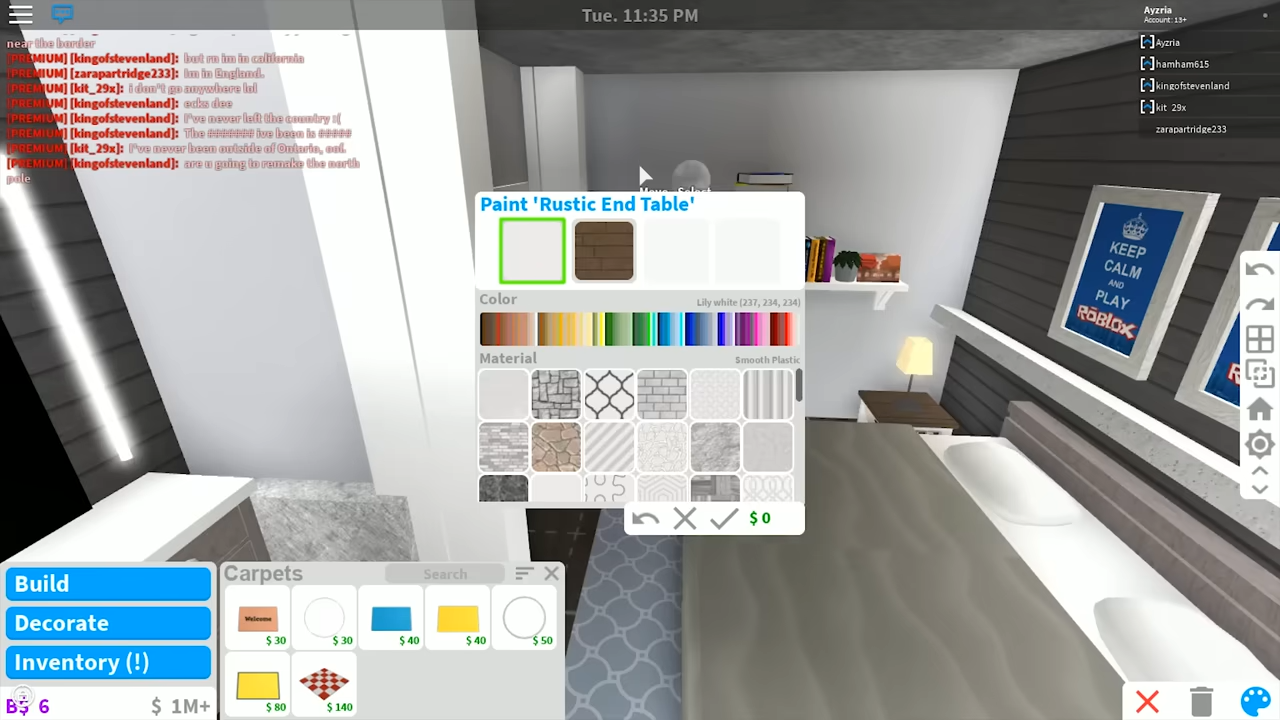 Tue. 11:35 PM
Ayzria
Account: 13+
near the border
[PREMIUM] [kingofstevenland]: but rn im in california
[PREMIUM] [zarapartridge233]: Im in England.
[PREMIUM] [kit_29x]: i don't go anywhere lol
[PREMIUM] [kingofstevenland]: ecks dee
[PREMIUM] [kingofstevenland]: I've never left the country :(
[PREMIUM] [kingofstevenland]: The ######## ive been is #####
[PREMIUM] [kit_29x]: I've never been outside of Ontario, oof.
[PREMIUM] [kingofstevenland]: are u going to remake the north
pole
Ayzria
hamham615
kingofstevenland
kit_29x
zarapartridge233
Move Select
Paint 'Rustic End Table'
Color
Lily white (237, 234, 234)
Material
Smooth Plastic
$ 0
KEEP
CALM
AND
PLAY
ROBLOX
Build
Decorate
Inventory (!)
B$ 6
$ 1M+
Carpets
Search
Welcome
$ 30
$ 30
$ 40
$ 40
$ 50
$ 80
$ 140